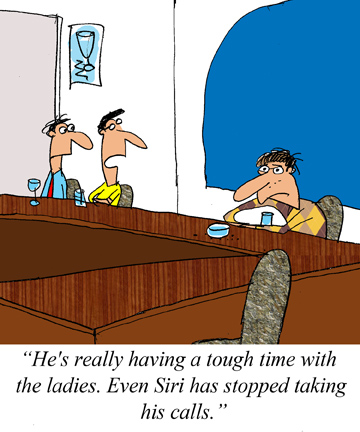 “He's really having a tough time with
the ladies. Even Siri has stopped taking
his calls.”